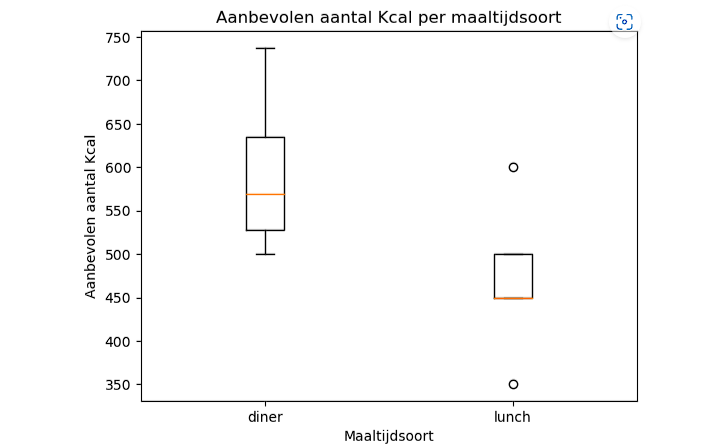 Aanbevolen aantal Kcal per maaltijdsoort
750
700
650
600
550
500
450
400
350
Aanbevolen aantal Kcal
diner
lunch
Maaltijdsoort